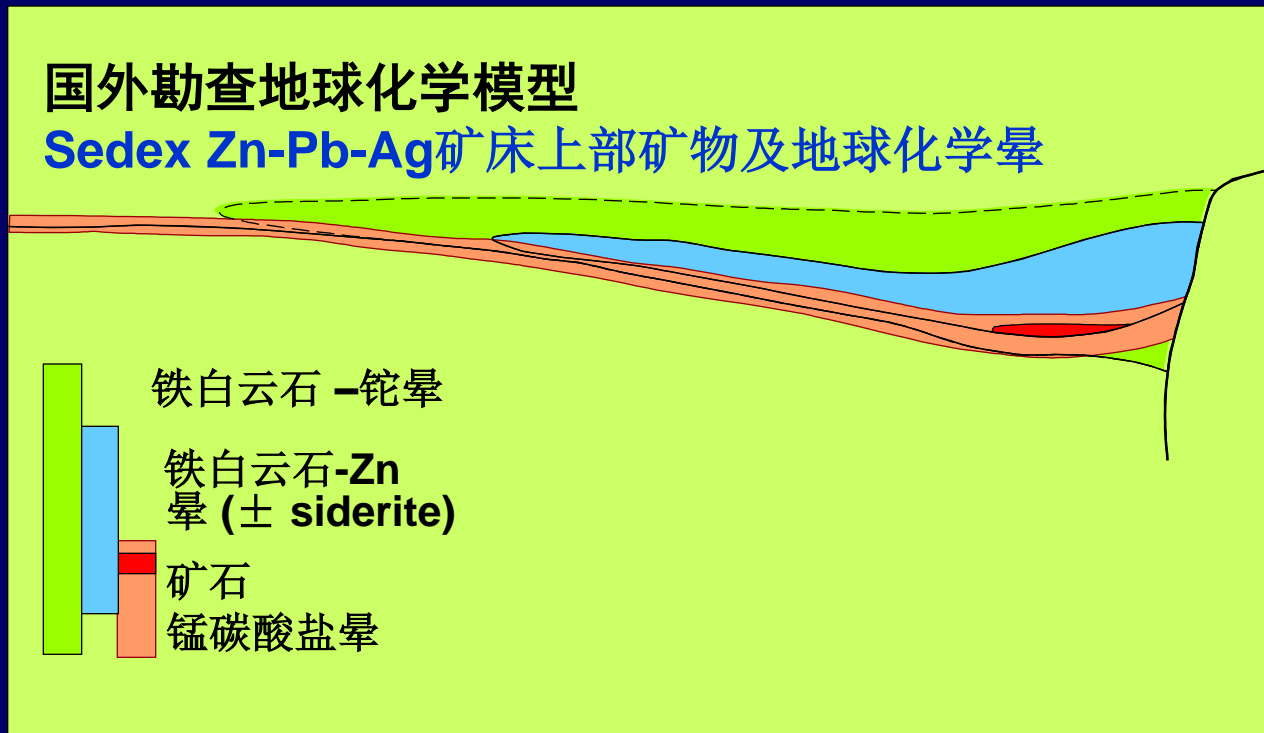 国外勘查地球化学模型
Sedex Zn-Pb-Ag矿床上部矿物及地球化学晕
铁白云石 –铊晕
铁白云石-Zn
晕 (± siderite)
矿石
锰碳酸盐晕